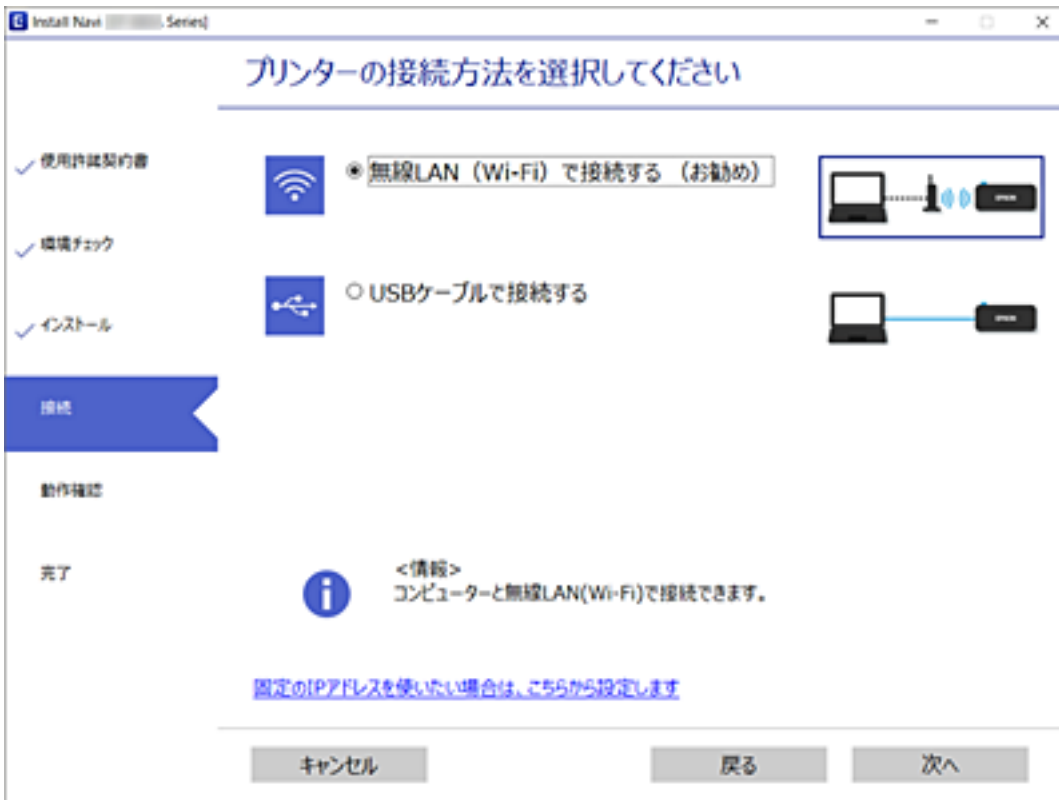 Install Navi Series]
プリンターの接続方法を選択してください
使用許諾契約書
環境チェック
インストール
接続
動作確認
完了
無線LAN（Wi-Fi）で接続する （お勧め）
EPSON
USBケーブルで接続する
EPSON
<情報>
コンピューターと無線LAN(Wi-Fi)で接続できます。
固定のIPアドレスを使いたい場合は、こちらから設定します
キャンセル
戻る
次へ